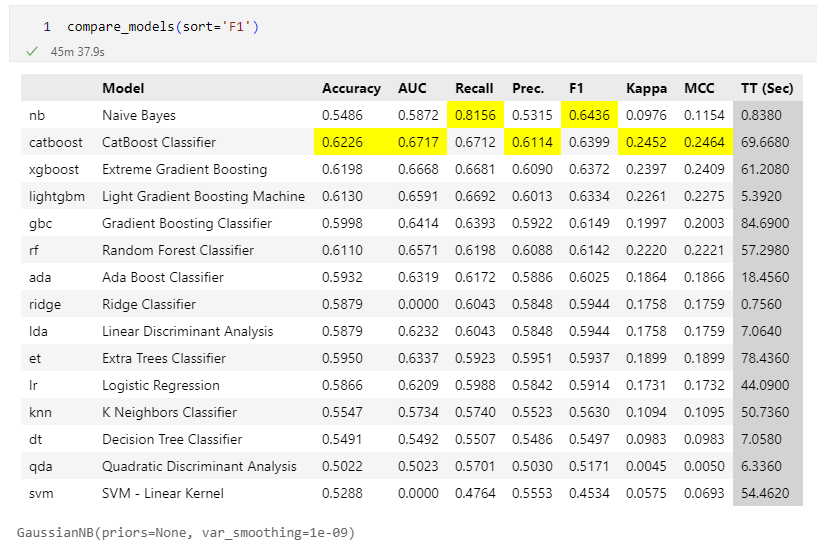 1 compare_models(sort='F1')
45m 37.9s
Model Accuracy AUC Recall Prec. F1 Kappa MCC TT (Sec)
nb Naive Bayes 0.5486 0.5872 0.8156 0.5315 0.6436 0.0976 0.1154 0.8380
catboost CatBoost Classifier 0.6226 0.6717 0.6712 0.6114 0.6399 0.2452 0.2464 69.6680
xgboost Extreme Gradient Boosting 0.6198 0.6668 0.6681 0.6090 0.6372 0.2397 0.2409 61.2080
lightgbm Light Gradient Boosting Machine 0.6130 0.6591 0.6692 0.6013 0.6334 0.2261 0.2275 5.3920
gbc Gradient Boosting Classifier 0.5998 0.6414 0.6393 0.5922 0.6149 0.1997 0.2003 84.6900
rf Random Forest Classifier 0.6110 0.6571 0.6198 0.6088 0.6142 0.2220 0.2221 57.2980
ada Ada Boost Classifier 0.5932 0.6319 0.6172 0.5886 0.6025 0.1864 0.1866 18.4560
ridge Ridge Classifier 0.5879 0.0000 0.6043 0.5848 0.5944 0.1758 0.1759 0.7560
lda Linear Discriminant Analysis 0.5879 0.6232 0.6043 0.5848 0.5944 0.1758 0.1759 7.0640
et Extra Trees Classifier 0.5950 0.6337 0.5923 0.5951 0.5937 0.1899 0.1899 78.4360
lr Logistic Regression 0.5866 0.6209 0.5988 0.5842 0.5914 0.1731 0.1732 44.0900
knn K Neighbors Classifier 0.5547 0.5734 0.5740 0.5523 0.5630 0.1094 0.1095 50.7360
dt Decision Tree Classifier 0.5491 0.5492 0.5507 0.5486 0.5497 0.0983 0.0983 7.0580
qda Quadratic Discriminant Analysis 0.5022 0.5023 0.5701 0.5030 0.5171 0.0045 0.0050 6.3360
svm SVM - Linear Kernel 0.5288 0.0000 0.4764 0.5553 0.4534 0.0575 0.0693 54.4620
GaussianNB(priors=None, var_smoothing=1e-09)